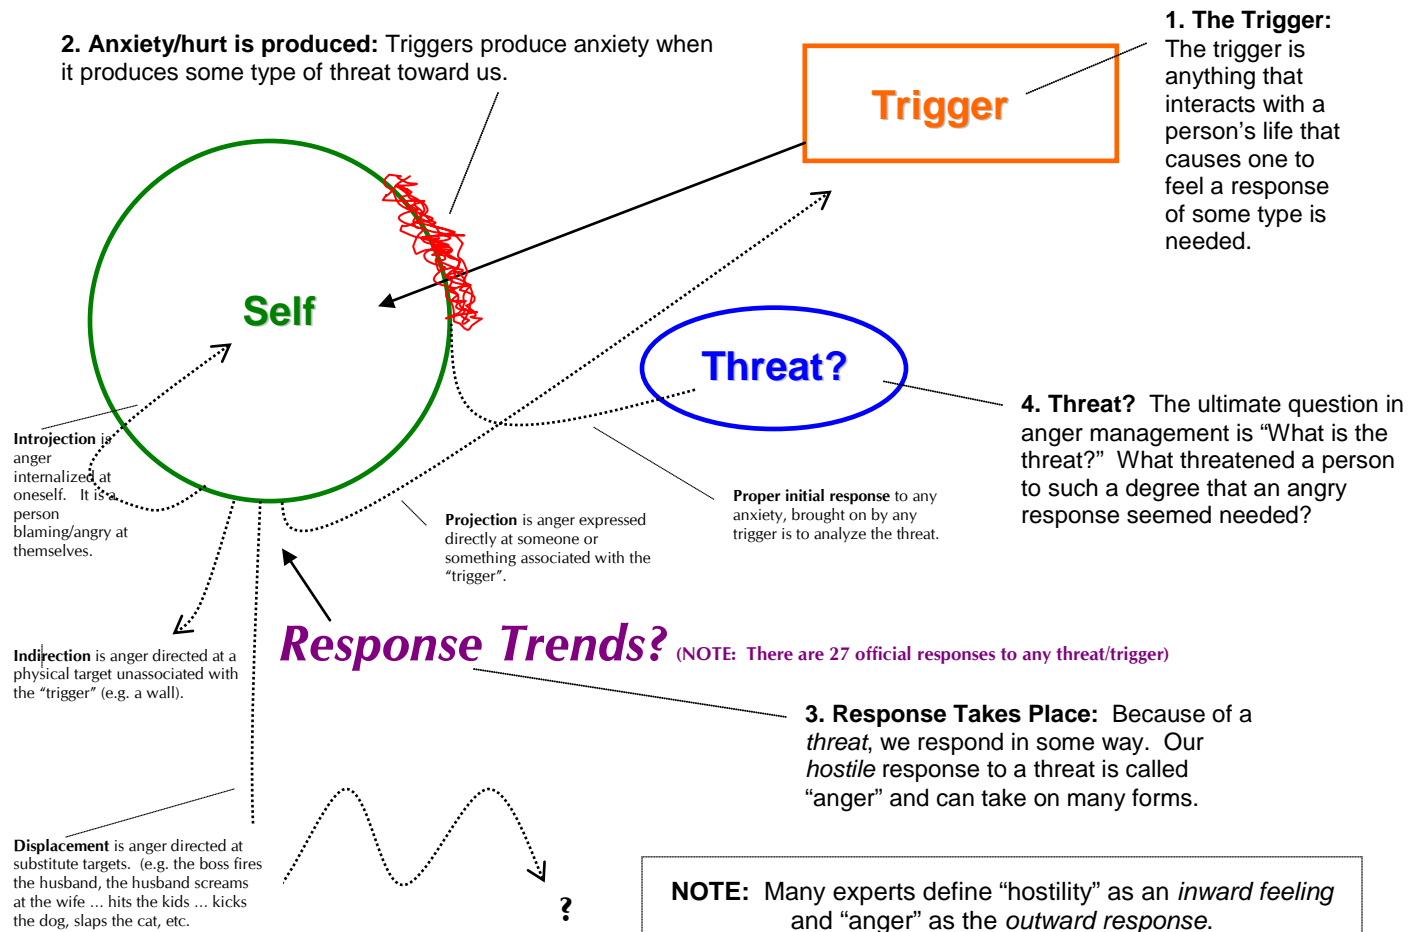 1. The Trigger:
The trigger is
anything that
interacts with a
person’s life that
causes one to
feel a response
of some type is
needed.
2. Anxiety/hurt is produced: Triggers produce anxiety when
it produces some type of threat toward us.
Trigger
Self
Threat?
4. Threat?  The ultimate question in
anger management is “What is the
threat?”  What threatened a person
to such a degree that an angry
response seemed needed?
Introjection is
anger
internalized at
oneself.   It is a
person
blaming/angry at
themselves.
Projection is anger expressed
directly at someone or
something associated with the
“trigger”.
Proper initial response to any
anxiety, brought on by any
trigger is to analyze the threat.
Response Trends? (NOTE:  There are 27 official responses to any threat/trigger)
Indirection is anger directed at a
physical target unassociated with
the “trigger” (e.g. a wall).
3. Response Takes Place:  Because of a
threat, we respond in some way.  Our
hostile response to a threat is called
“anger” and can take on many forms.
Displacement is anger directed at
substitute targets.  (e.g. the boss fires
the husband, the husband screams
at the wife … hits the kids … kicks
the dog, slaps the cat, etc.
?
NOTE:  Many experts define “hostility” as an inward feeling
and “anger” as the outward response.